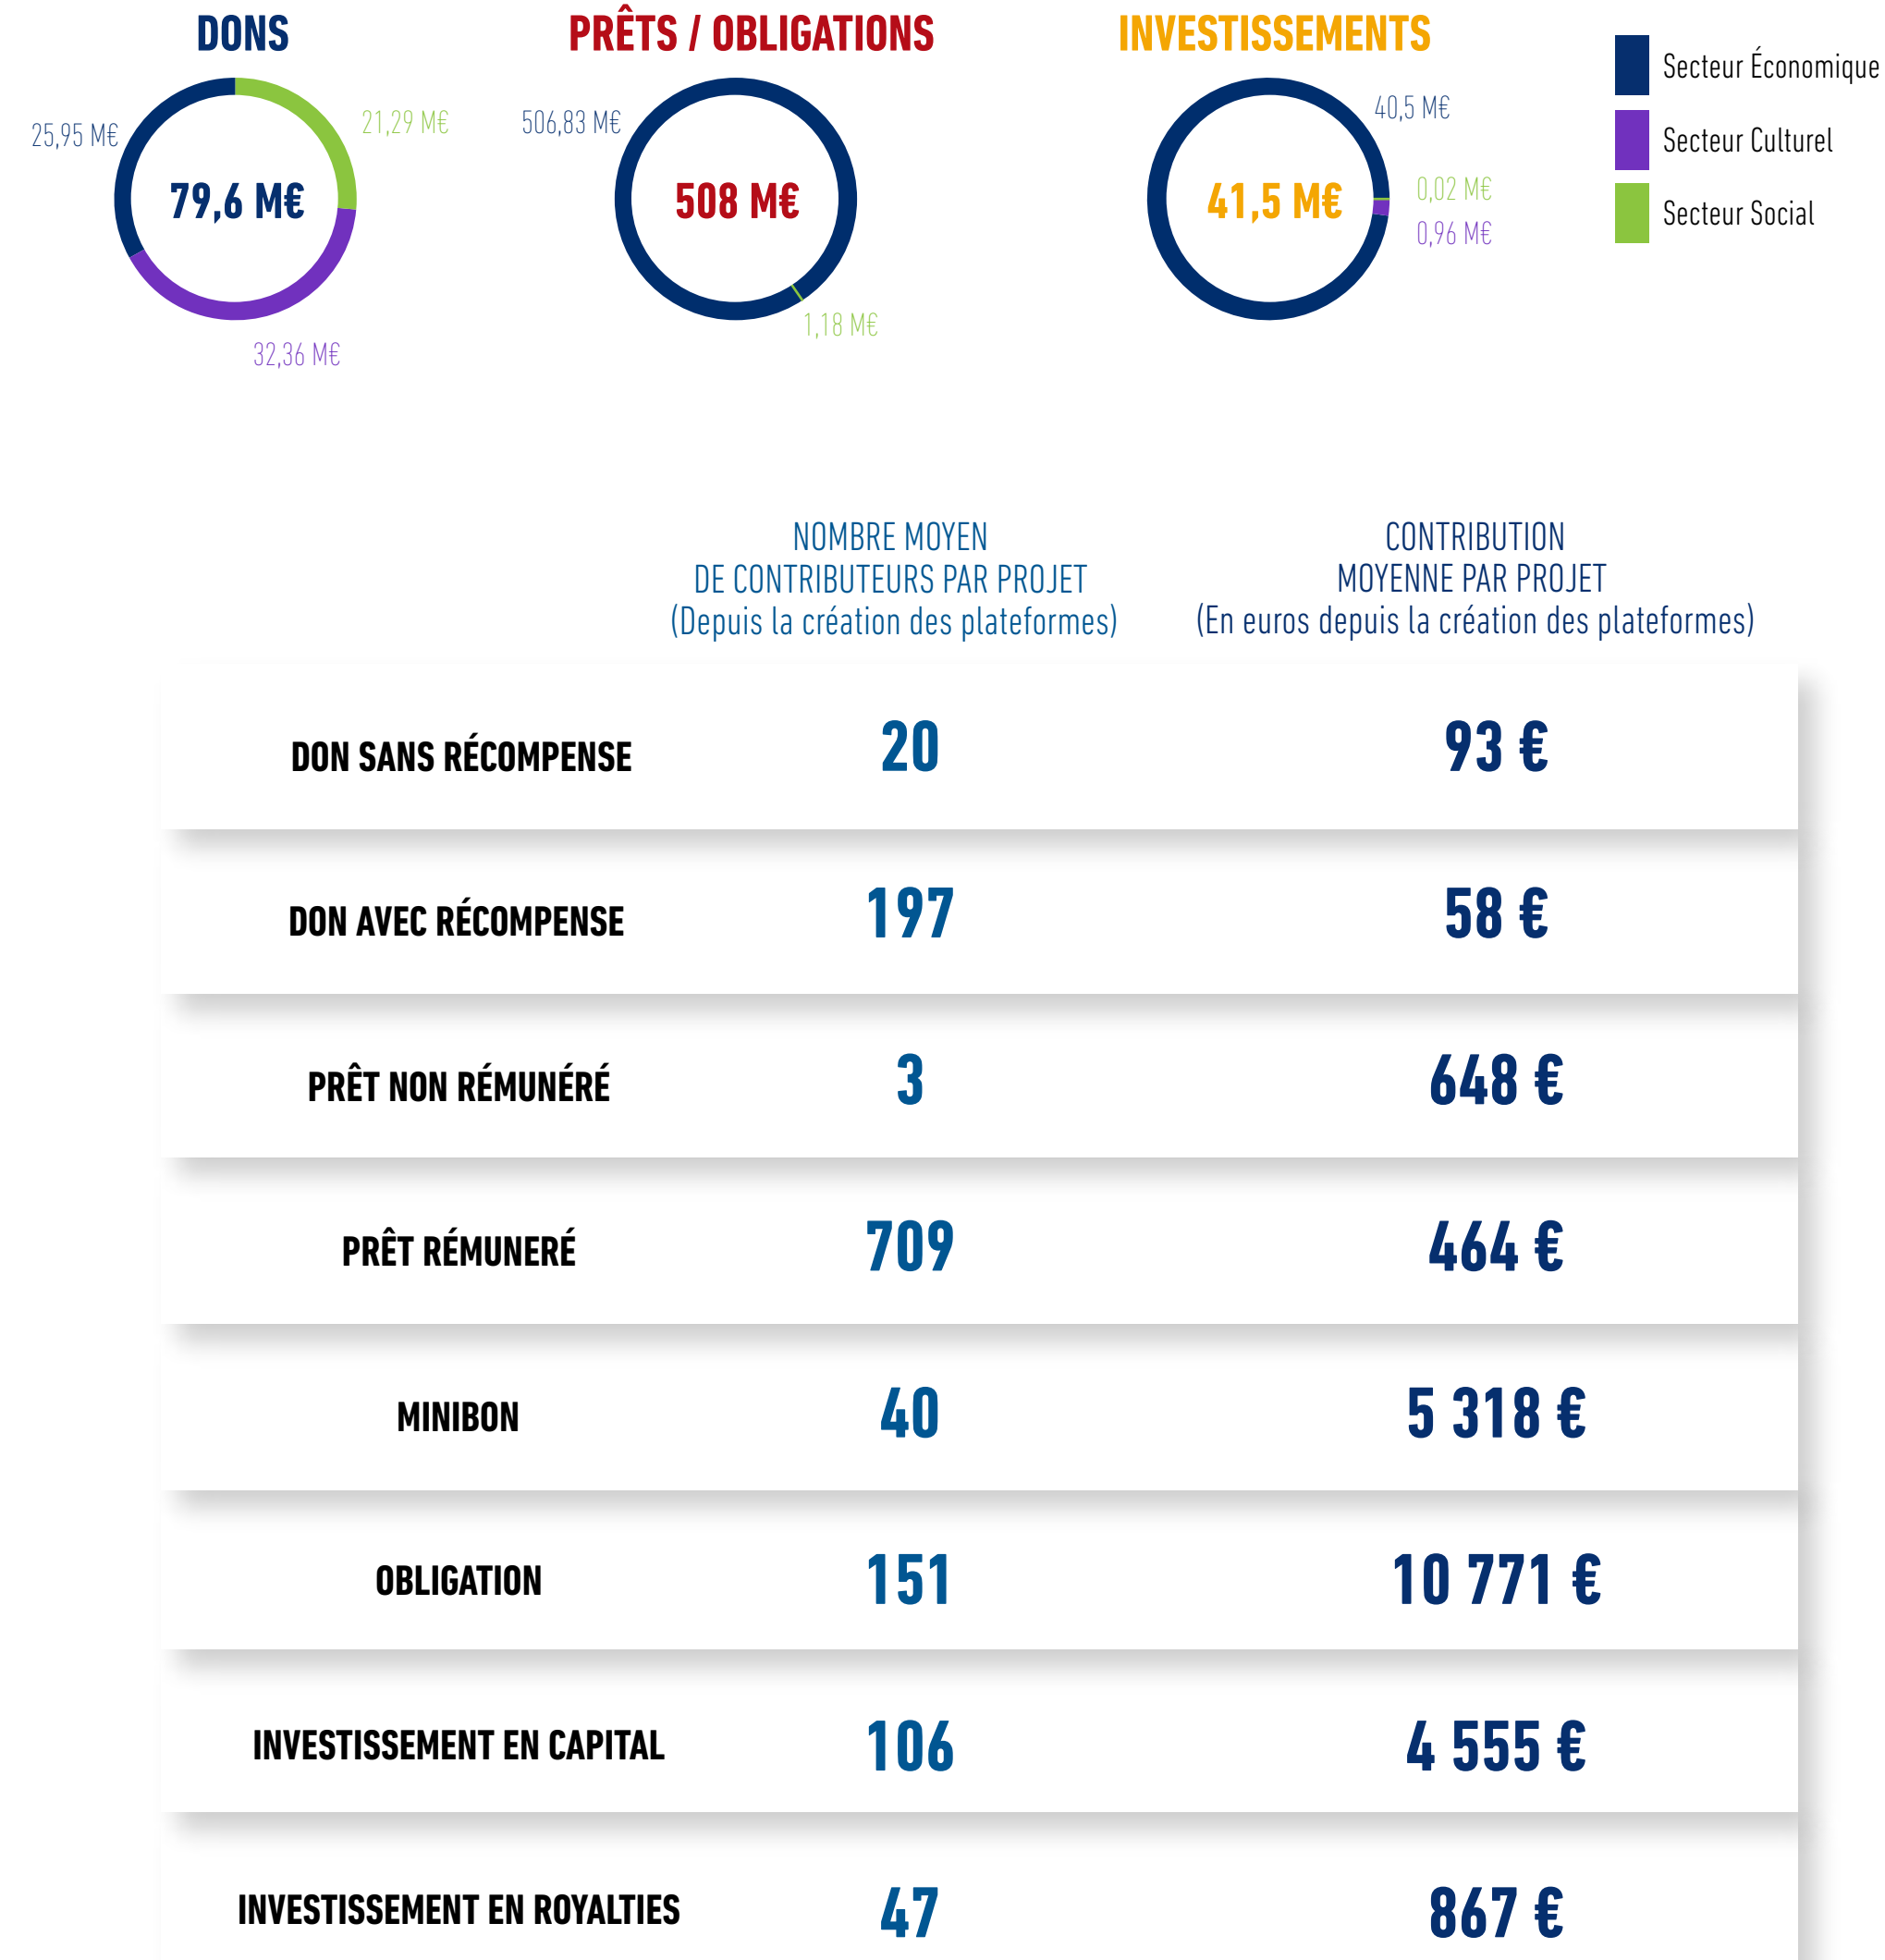 DONS
25,95 M€
21,29 M€
79,6 M€
32,36 M€
PRÊTS / OBLIGATIONS
506,83 M€
508 M€
1,18 M€
INVESTISSEMENTS
40,5 M€
41,5 M€
0,02 M€
0,96 M€
Secteur Économique
Secteur Culturel
Secteur Social
NOMBRE MOYEN
DE CONTRIBUTEURS PAR PROJET
(Depuis la création des plateformes)
CONTRIBUTION
MOYENNE PAR PROJET
(En euros depuis la création des plateformes)
DON SANS RÉCOMPENSE 20 93 €
DON AVEC RÉCOMPENSE 197 58 €
PRÊT NON RÉMUNÉRÉ 3 648 €
PRÊT RÉMUNERÉ 709 464 €
MINIBON 40 5 318 €
OBLIGATION 151 10 771 €
INVESTISSEMENT EN CAPITAL 106 4 555 €
INVESTISSEMENT EN ROYALTIES 47 867 €